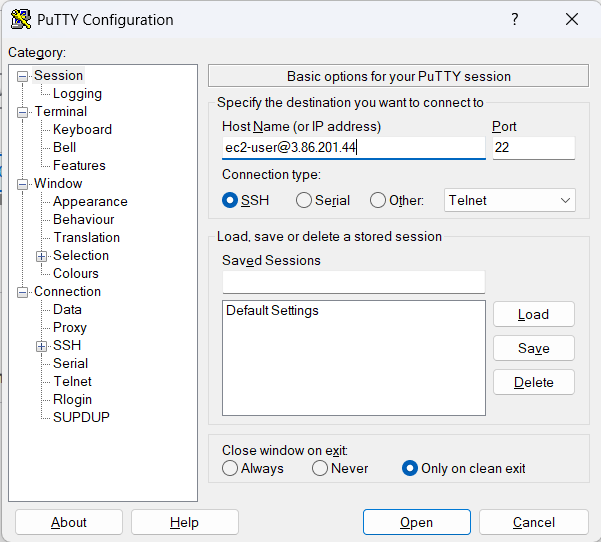 PuTTY Configuration
?
Category:
Session
Logging
Terminal
Keyboard
Bell
Features
Window
Appearance
Behaviour
Translation
Selection
Colours
Connection
Data
Proxy
SSH
Serial
Telnet
Rlogin
SUPDUP
Basic options for your PuTTY session
Specify the destination you want to connect to
Host Name (or IP address) Port
ec2-user@3.86.201.44 22
Connection type:
SSH Serial Other: Telnet
Load, save or delete a stored session
Saved Sessions
Default Settings
Load
Save
Delete
Close window on exit:
Always Never Only on clean exit
About Help Open Cancel